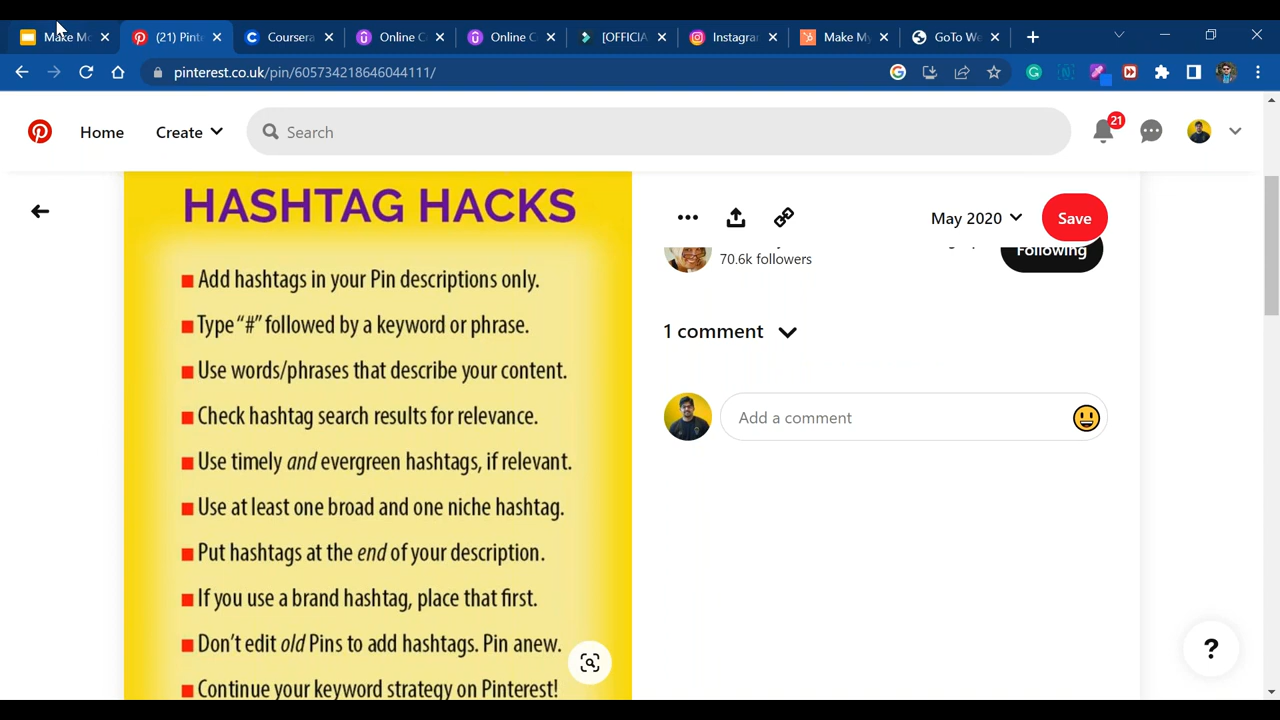 Make Mo
(21) Pint
Coursera
Online C
Online C
[OFFICIA
Instagra
Make My
GoTo We
pinterest.co.uk/pin/605734218646044111/
Home
Create
Search
21
HASHTAG HACKS
Add hashtags in your Pin descriptions only.
Type "#" followed by a keyword or phrase.
Use words/phrases that describe your content.
Check hashtag search results for relevance.
Use timely and evergreen hashtags, if relevant.
Use at least one broad and one niche hashtag.
Put hashtags at the end of your description.
If you use a brand hashtag, place that first.
Don't edit old Pins to add hashtags. Pin anew.
Continue your keyword strategy on Pinterest!
May 2020
Save
70.6k followers
Following
1 comment
Add a comment
?